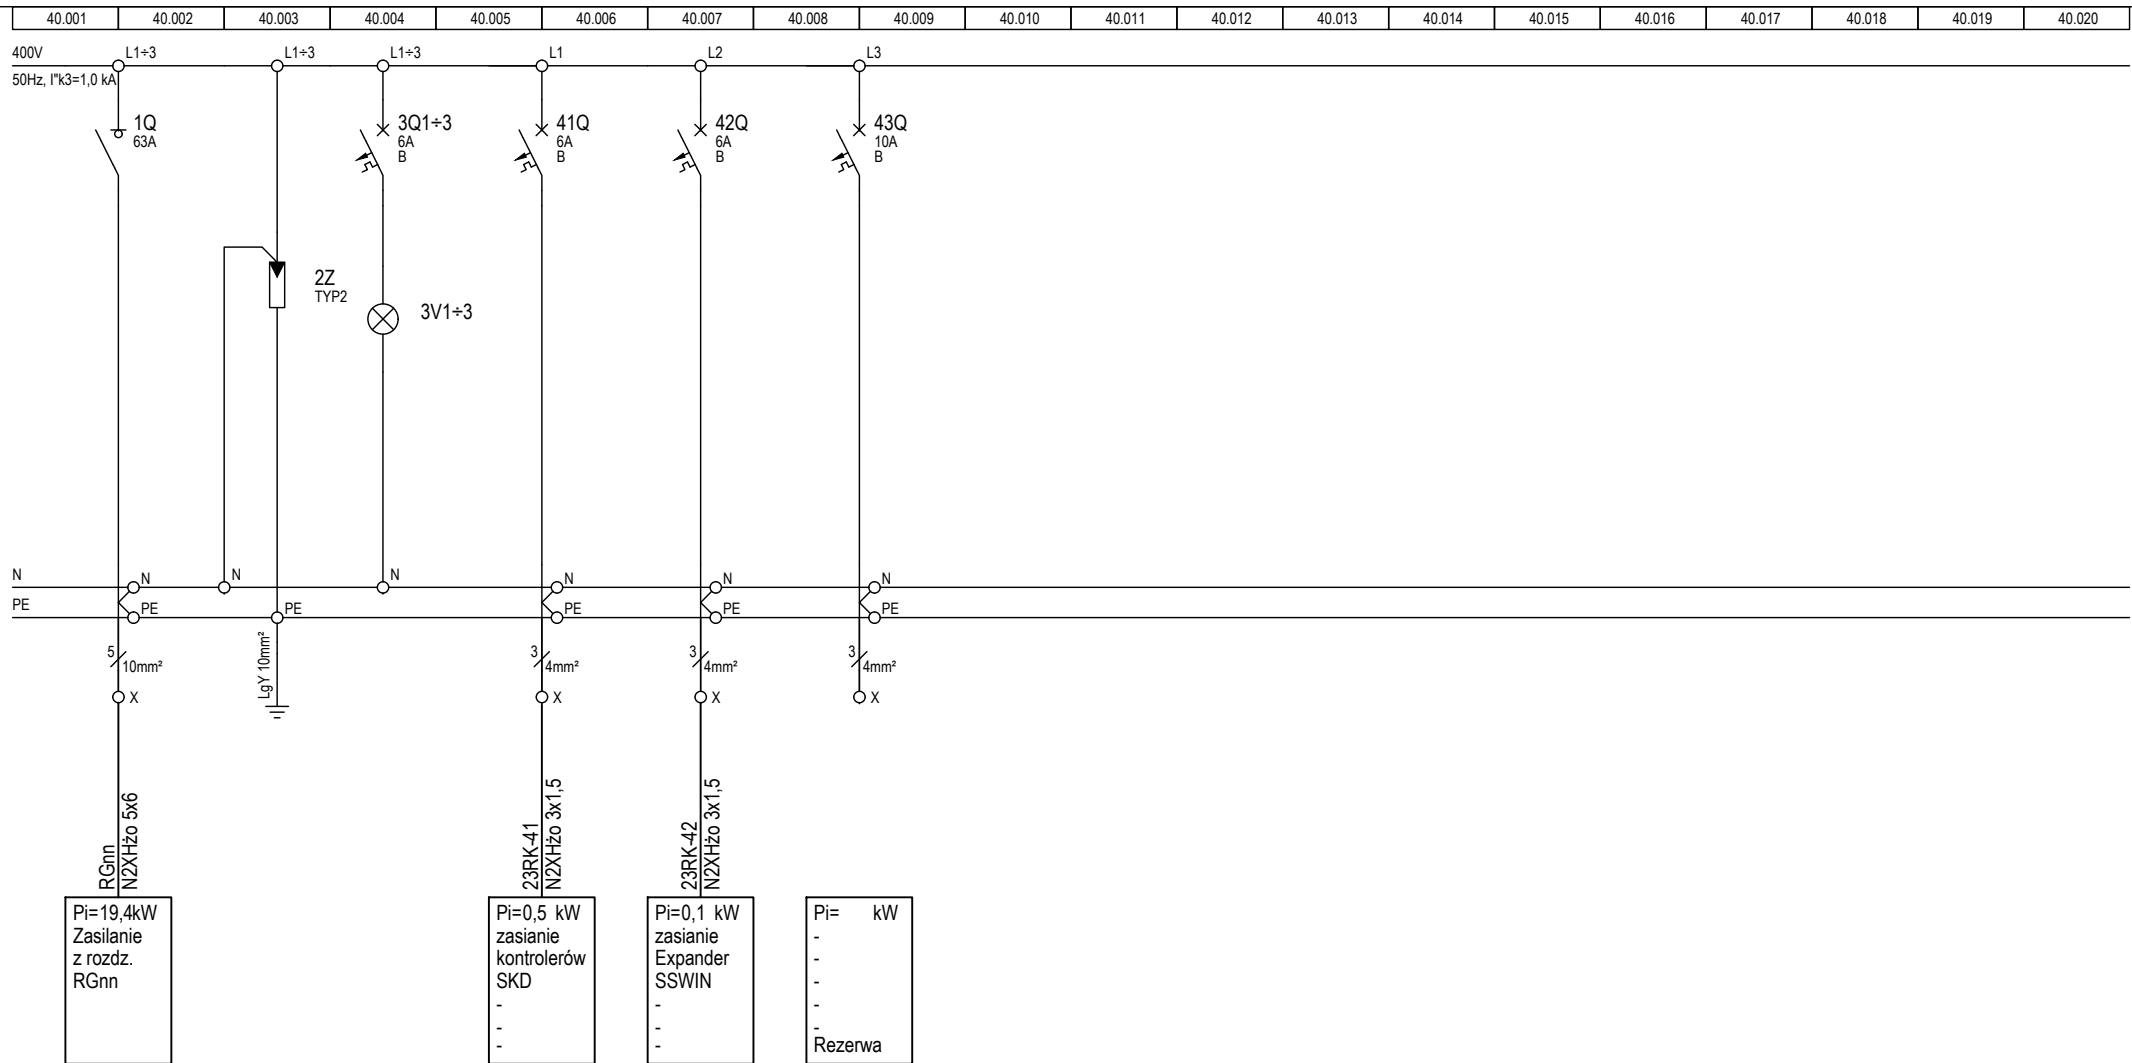 40.001 40.002 40.003 40.004 40.005 40.006 40.007 40.008 40.009 40.010 40.011 40.012 40.013 40.014 40.015 40.016 40.017 40.018 40.019 40.020
400V L1÷3 L1÷3 L1÷3 L1 L2 L3
50Hz, I"k3=1,0 kA
1Q
63A
3Q1÷3
6A
B
41Q
6A
B
42Q
6A
B
43Q
10A
B
2Z
TYP2
3V1÷3
N N N N N N N
PE PE PE PE PE PE
5 10mm²
LgY 10mm²
3 4mm²
3 4mm²
3 4mm²
X X X X
RGnn
N2XHżo 5x6
23RK-41
N2XHżo 3x1,5
23RK-42
N2XHżo 3x1,5
Pi=19,4kW
Zasilanie
z rozdz.
RGnn
Pi=0,5 kW
zasianie
kontrolerów
SKD
-
-
-
Pi=0,1 kW
zasianie
Expander
SSWIN
-
-
-
Pi= kW
-
-
-
-
-
Rezerwa